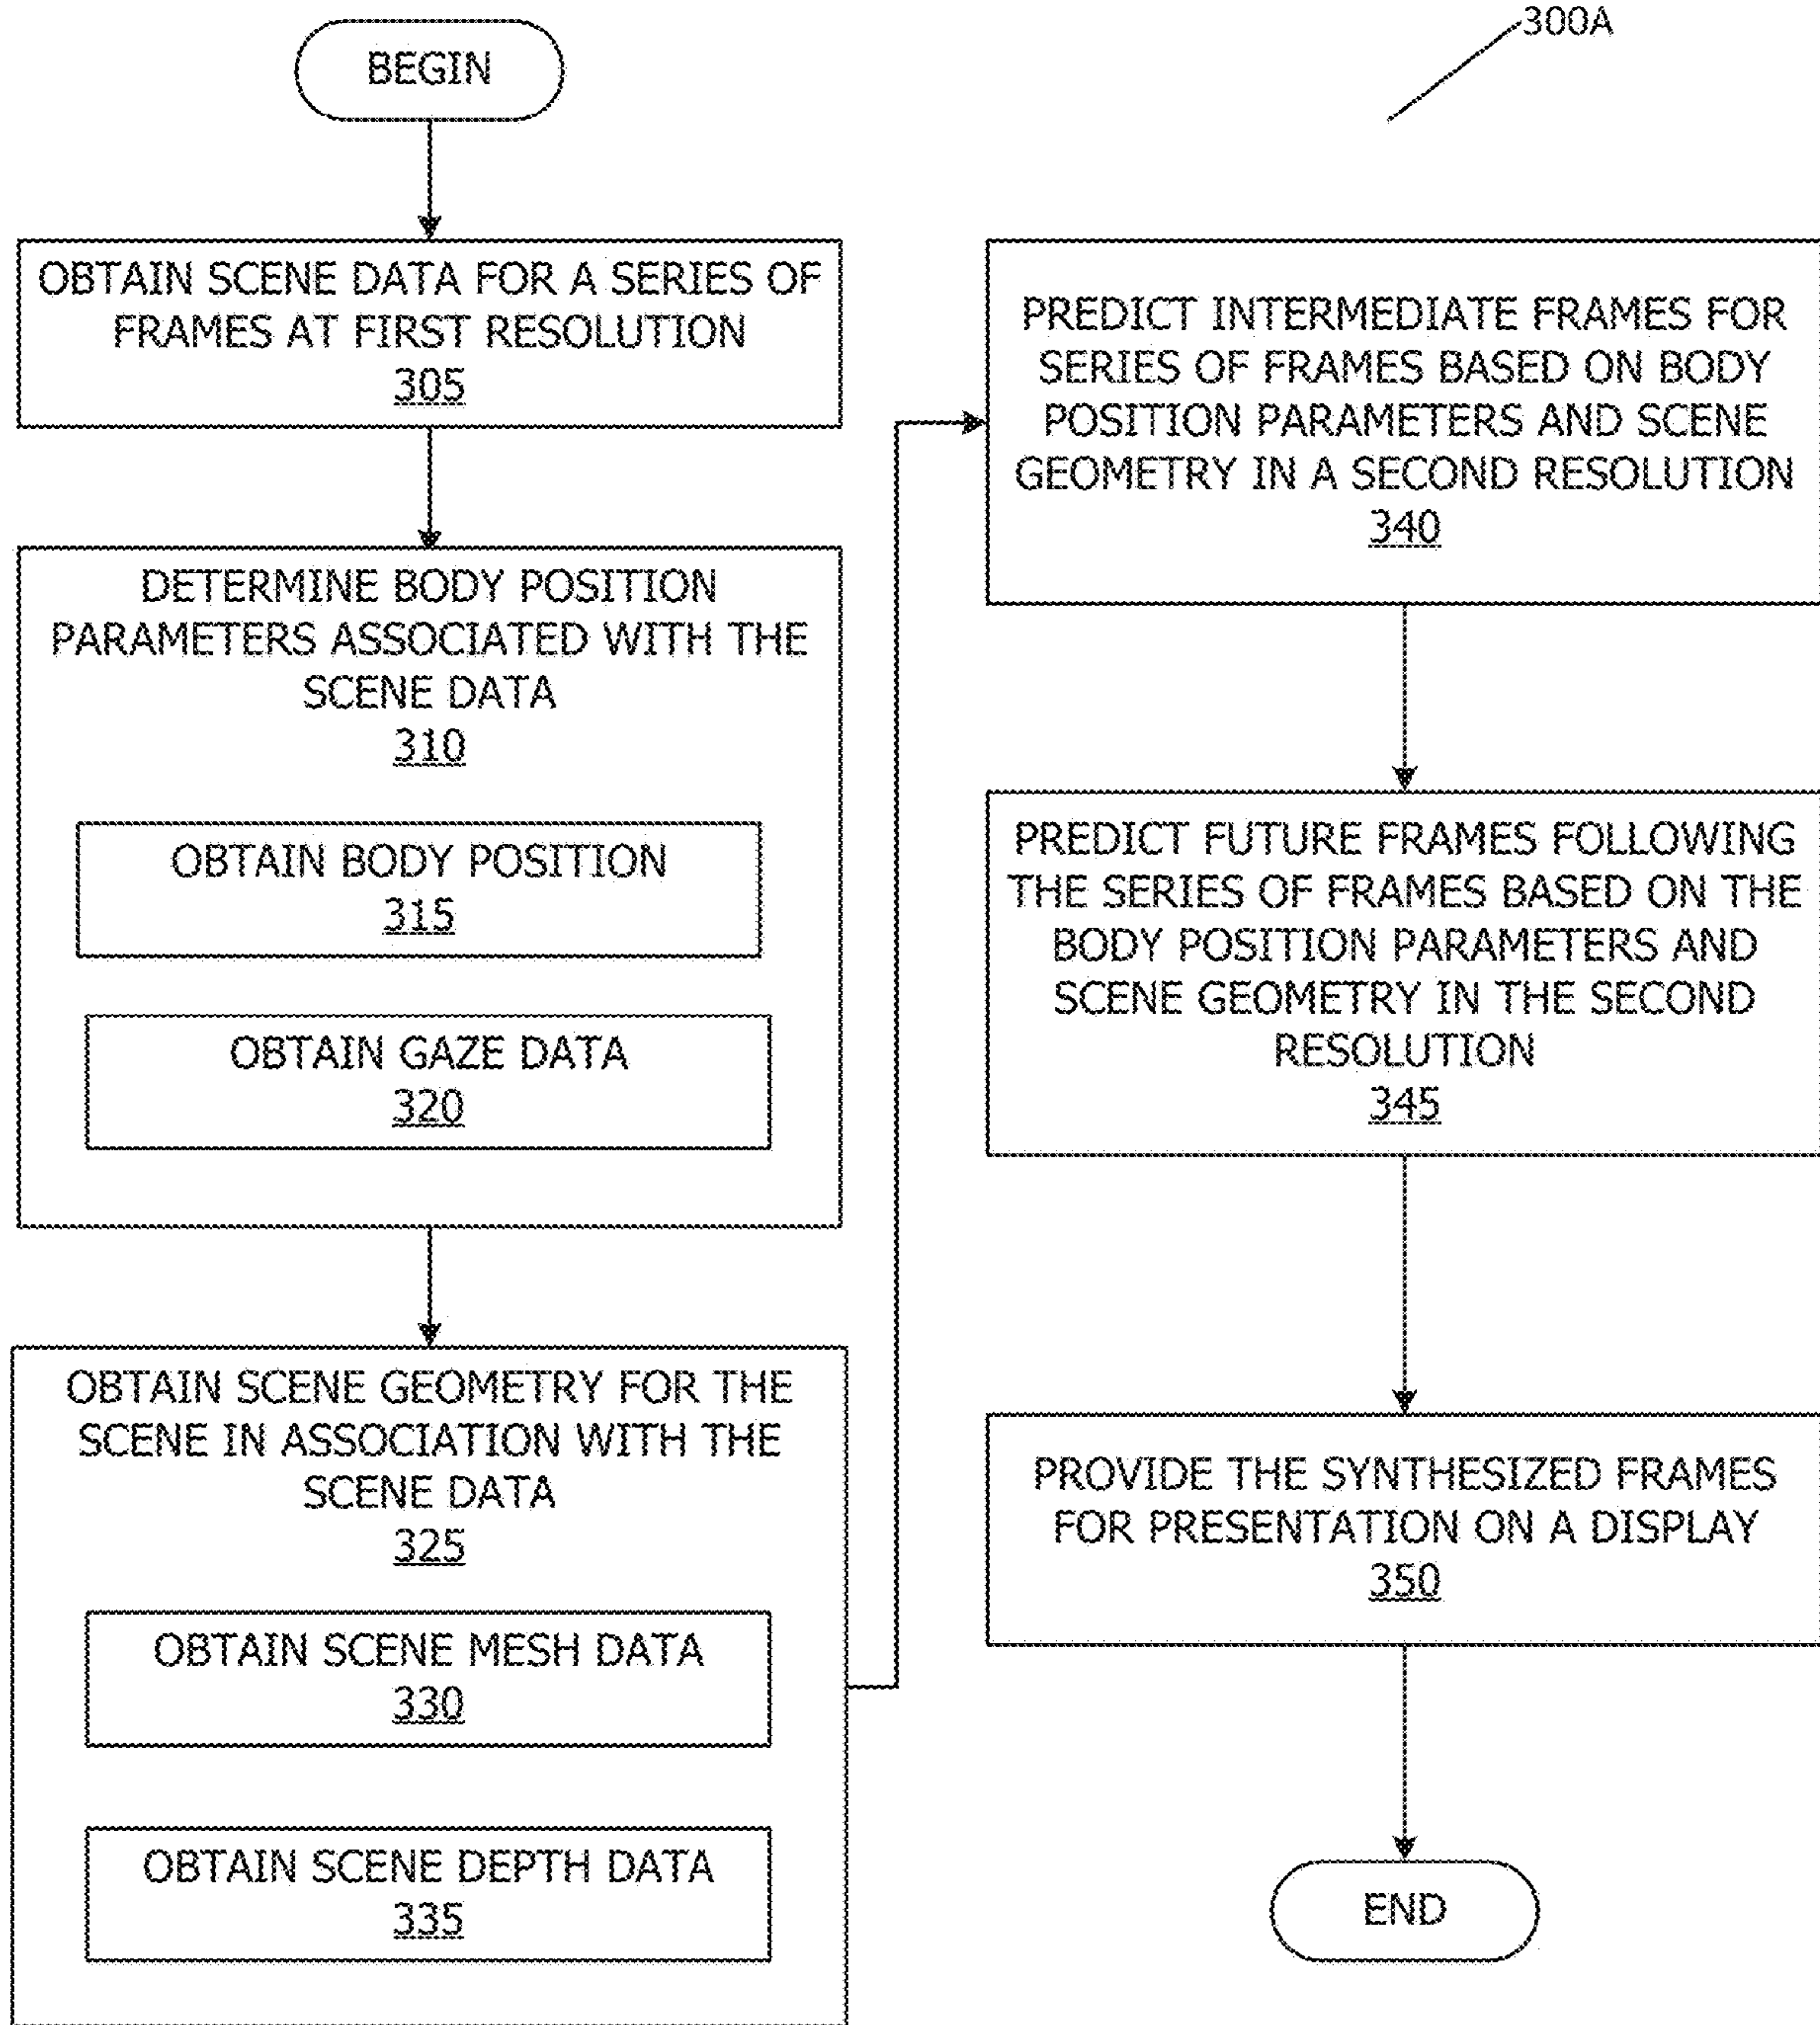 300A
BEGIN
OBTAIN SCENE DATA FOR A SERIES OF
FRAMES AT FIRST RESOLUTION
305
DETERMINE BODY POSITION
PARAMETERS ASSOCIATED WITH THE
SCENE DATA
310
OBTAIN BODY POSITION
315
OBTAIN GAZE DATA
320
OBTAIN SCENE GEOMETRY FOR THE
SCENE IN ASSOCIATION WITH THE
SCENE DATA
325
OBTAIN SCENE MESH DATA
330
OBTAIN SCENE DEPTH DATA
335
PREDICT INTERMEDIATE FRAMES FOR
SERIES OF FRAMES BASED ON BODY
POSITION PARAMETERS AND SCENE
GEOMETRY IN A SECOND RESOLUTION
340
PREDICT FUTURE FRAMES FOLLOWING
THE SERIES OF FRAMES BASED ON THE
BODY POSITION PARAMETERS AND
SCENE GEOMETRY IN THE SECOND
RESOLUTION
345
PROVIDE THE SYNTHESIZED FRAMES
FOR PRESENTATION ON A DISPLAY
350
END